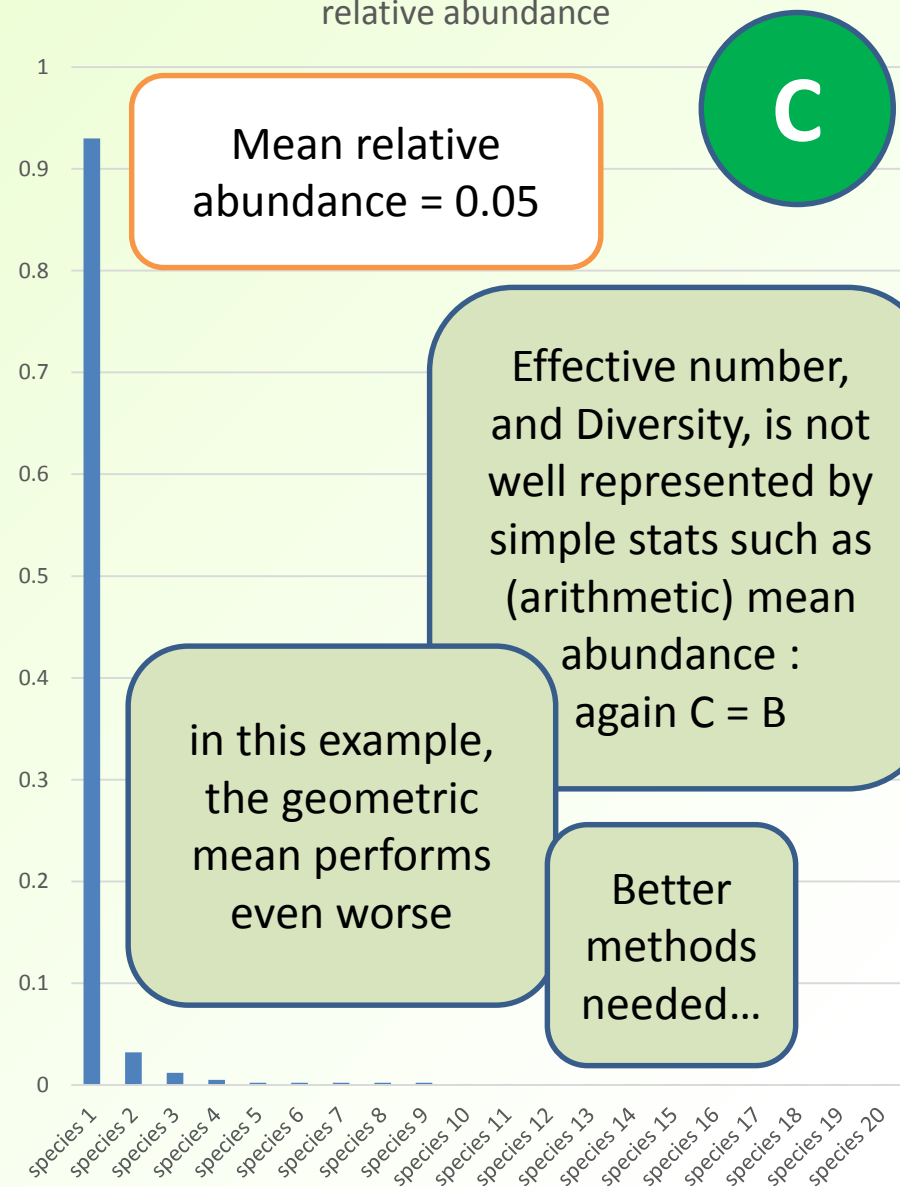 relative abundance
C
Mean relative
abundance = 0.05
Effective number,
and Diversity, is not
well represented by
simple stats such as
(arithmetic) mean
abundance :
again C = B
in this example,
the geometric
mean performs
even worse
Better
methods
needed…
1
0.9
0.8
0.7
0.6
0.5
0.4
0.3
0.2
0.1
0
species 1
species 2
species 3
species 4
species 5
species 6
species 7
species 8
species 9
species 10
species 11
species 12
species 13
species 14
species 15
species 16
species 17
species 18
species 19
species 20